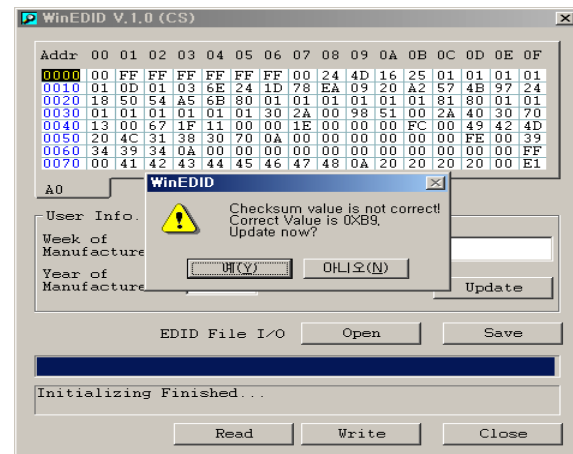 WinEDID V.1.0 (CS)
Addr 00 01 02 03 04 05 06 07 08 09 0A 0B 0C 0D 0E 0F
0000 00 FF FF FF FF FF FF 00 24 4D 16 25 01 01 01 01
0010 01 0D 01 03 6E 24 1D 78 EA 09 20 A2 57 4B 97 24
0020 18 50 54 A5 6B 80 01 01 01 01 01 01 81 80 01 01
0030 01 01 01 01 01 01 30 2A 00 98 51 00 2A 40 30 70
0040 13 00 67 1F 11 00 00 1E 00 00 00 FC 00 49 42 4D
0050 20 4C 31 38 30 70 0A 00 00 00 00 00 00 FE 00 39
0060 34 39 34 0A 00 00 00 00 00 00 00 00 00 00 00 FF
0070 00 41 42 43 44 45 46 47 48 0A 20 20 20 20 00 E1
A0
WinEDID
Checksum value is not correct!
Correct Value is 0XB9,
Update now?
예(Y) 아니오(N)
User Info.
Week of
Manufacture
Year of
Manufacture
Update
EDID File I/O Open Save
Initializing Finished...
Read Write Close